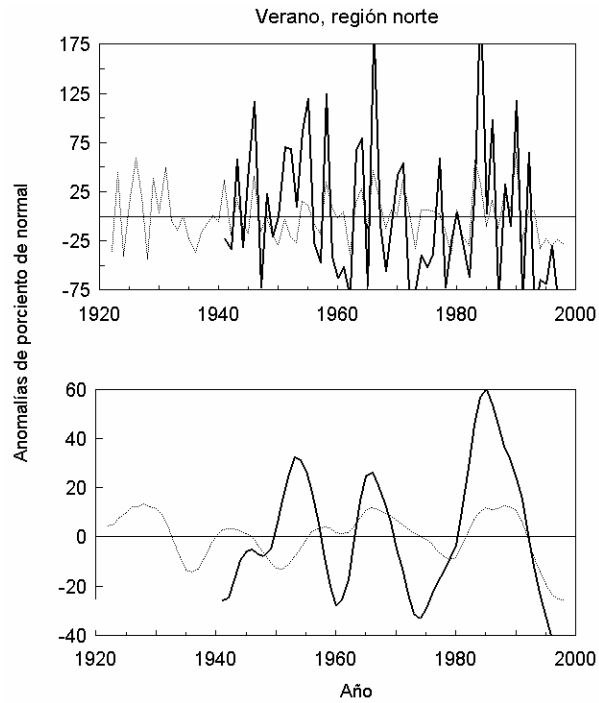 Verano, región norte
175
125
75
25
-25
-75
1920 1940 1960 1980 2000
Anomalías de porciento de normal
60
40
20
0
-20
-40
1920 1940 1960 1980 2000
Año